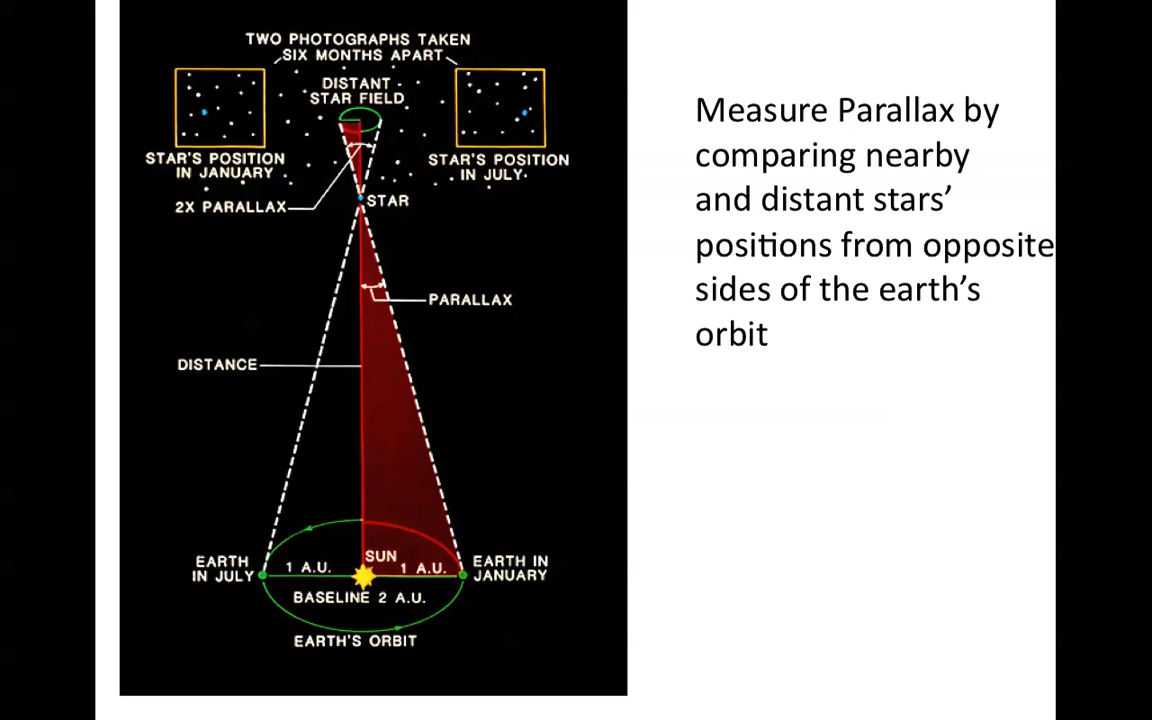 TWO PHOTOGRAPHS TAKEN
SIX MONTHS APART
DISTANT
STAR FIELD
STAR'S POSITION
IN JANUARY
STAR'S POSITION
IN JULY
2X PARALLAX
STAR
PARALLAX
DISTANCE
EARTH
IN JULY
1 A.U.
SUN
1 A.U.
EARTH IN
JANUARY
BASELINE 2 A.U.
EARTH'S ORBIT
Measure Parallax by
comparing nearby
and distant stars’
positions from opposite
sides of the earth’s
orbit